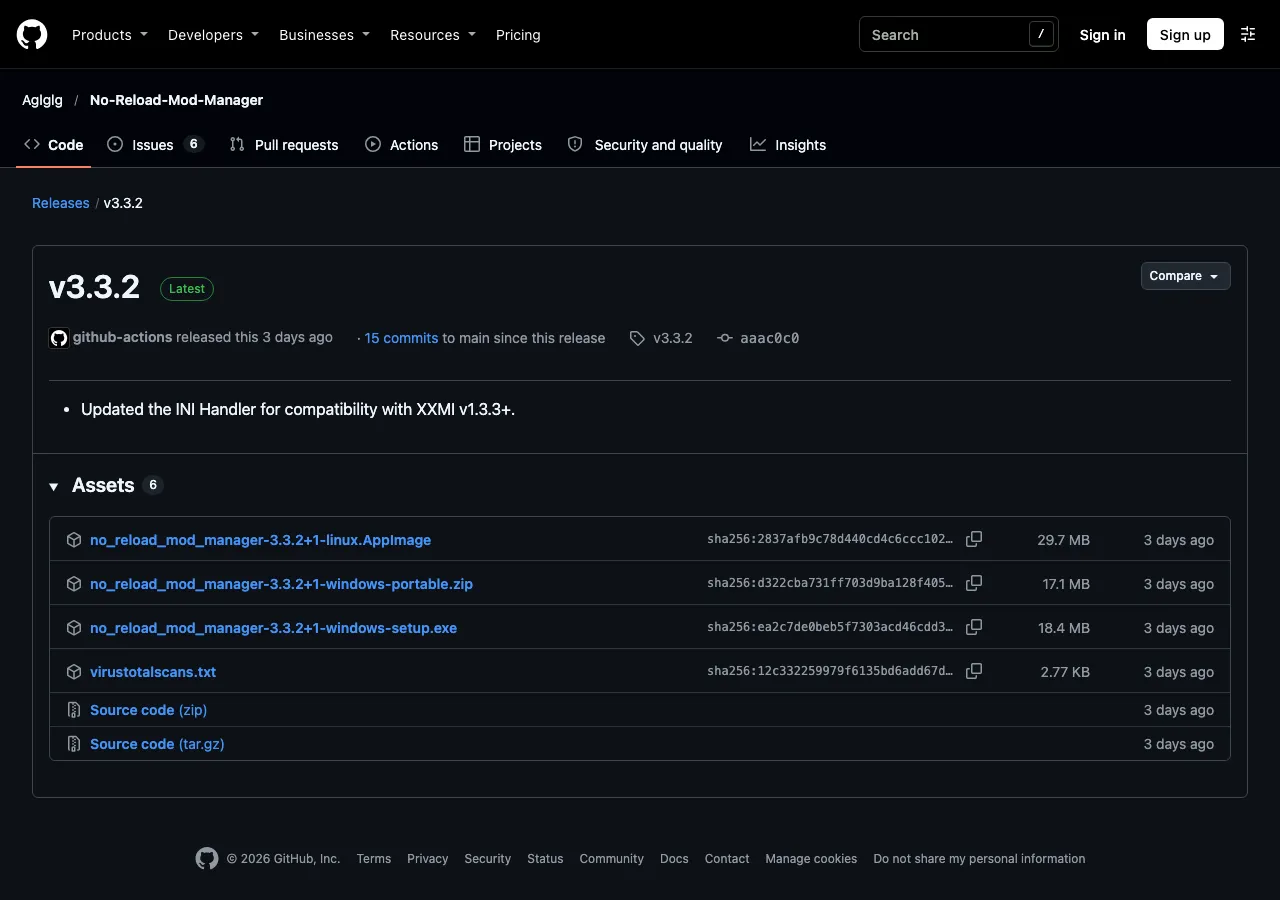 Products Developers Businesses Resources Pricing Search / Sign in Sign up
Aglglg / No-Reload-Mod-Manager
Code Issues 6 Pull requests Actions Projects Security and quality Insights
Releases / v3.3.2
v3.3.2 Latest Compare
github-actions released this 3 days ago · 15 commits to main since this release v3.3.2 aaac0c0
• Updated the INI Handler for compatibility with XXMI v1.3.3+.
Assets 6
no_reload_mod_manager-3.3.2+1-linux.AppImage sha256:2837afb9c78d440cd4c6ccc102… 29.7 MB 3 days ago
no_reload_mod_manager-3.3.2+1-windows-portable.zip sha256:d322cba731ff703d9ba128f405… 17.1 MB 3 days ago
no_reload_mod_manager-3.3.2+1-windows-setup.exe sha256:ea2c7de0beb5f7303acd46cdd3… 18.4 MB 3 days ago
virustotalscans.txt sha256:12c332259979f6135bd6add67d… 2.77 KB 3 days ago
Source code (zip) 3 days ago
Source code (tar.gz) 3 days ago
© 2026 GitHub, Inc. Terms Privacy Security Status Community Docs Contact Manage cookies Do not share my personal information